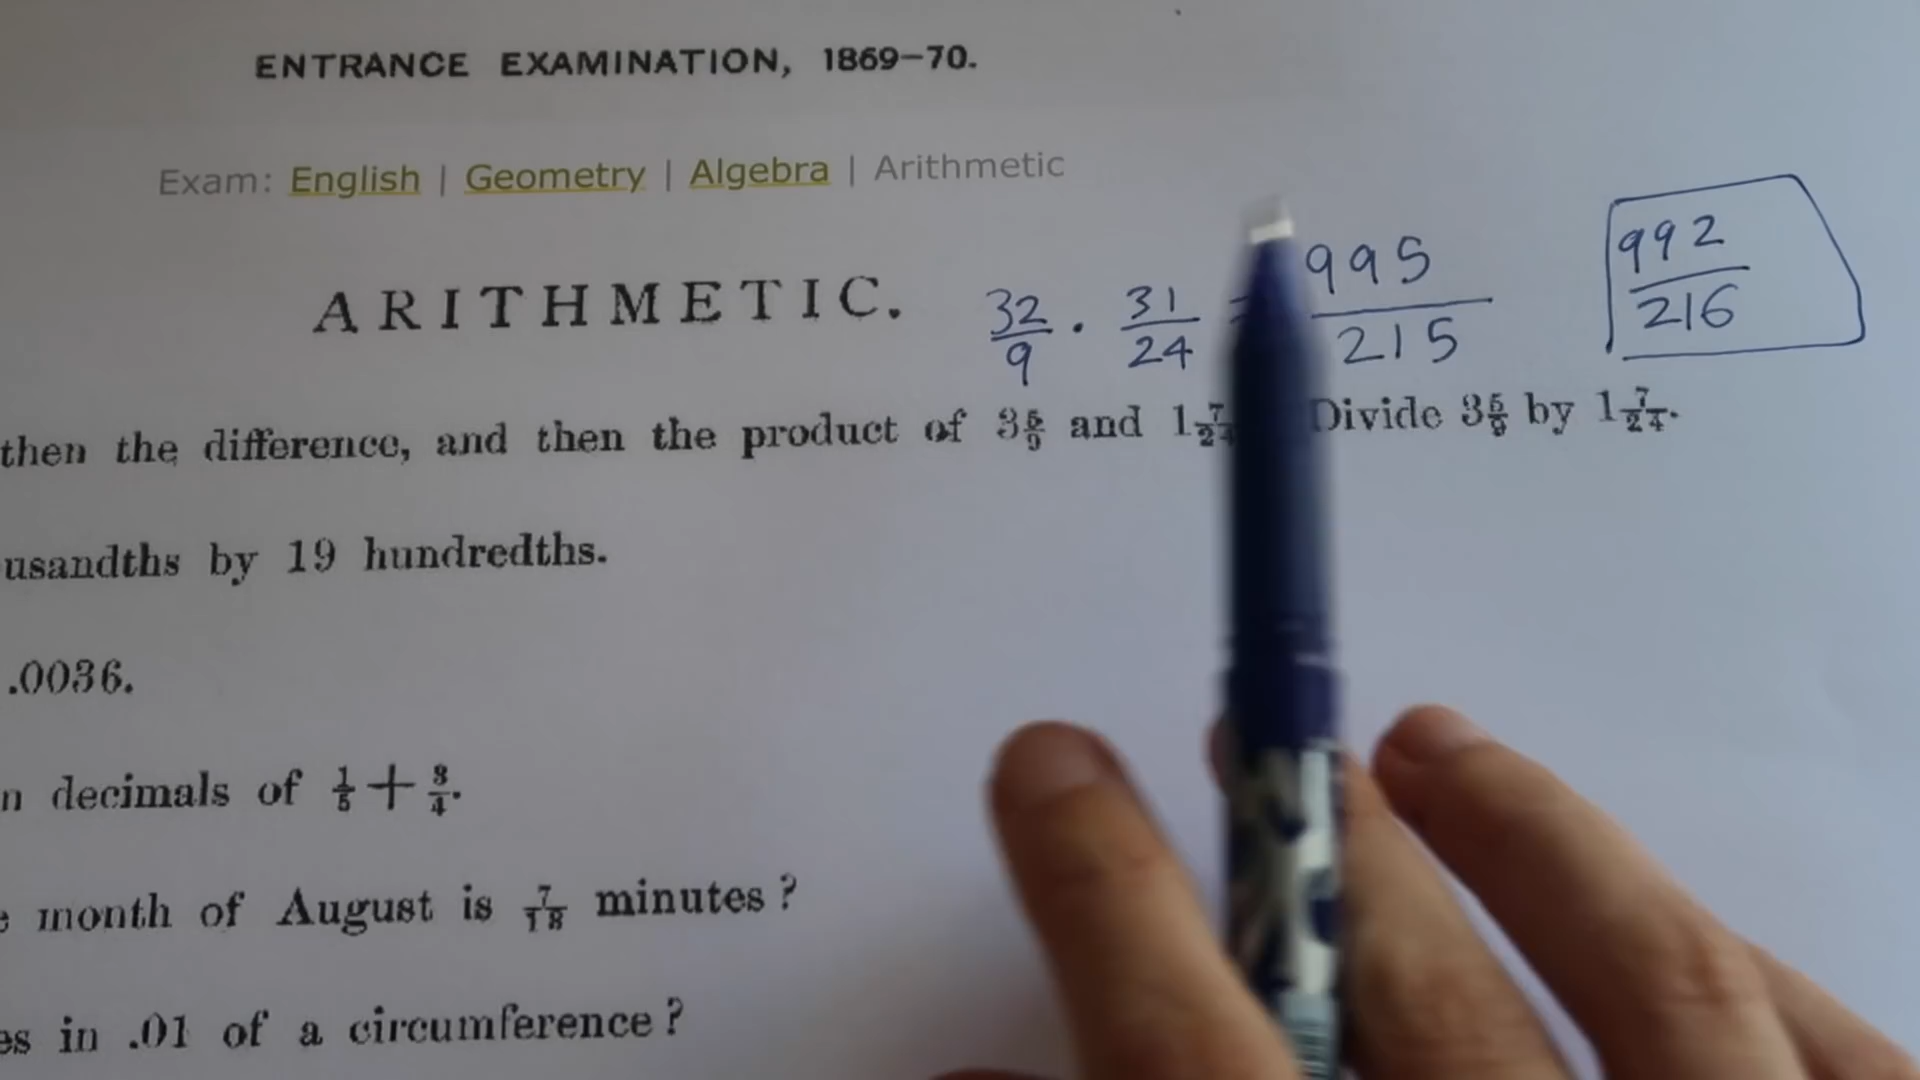 ENTRANCE EXAMINATION, 1869–70.
Exam: English | Geometry | Algebra | Arithmetic
ARITHMETIC.
32/9 · 31/24 = 995/215
992/216
then the difference, and then the product of 3 5/9 and 1 7/24 Divide 3 5/9 by 1 7/24.
usandths by 19 hundredths.
.0036.
n decimals of 1/5 + 3/4.
month of August is 7/18 minutes?
es in .01 of a circumference?